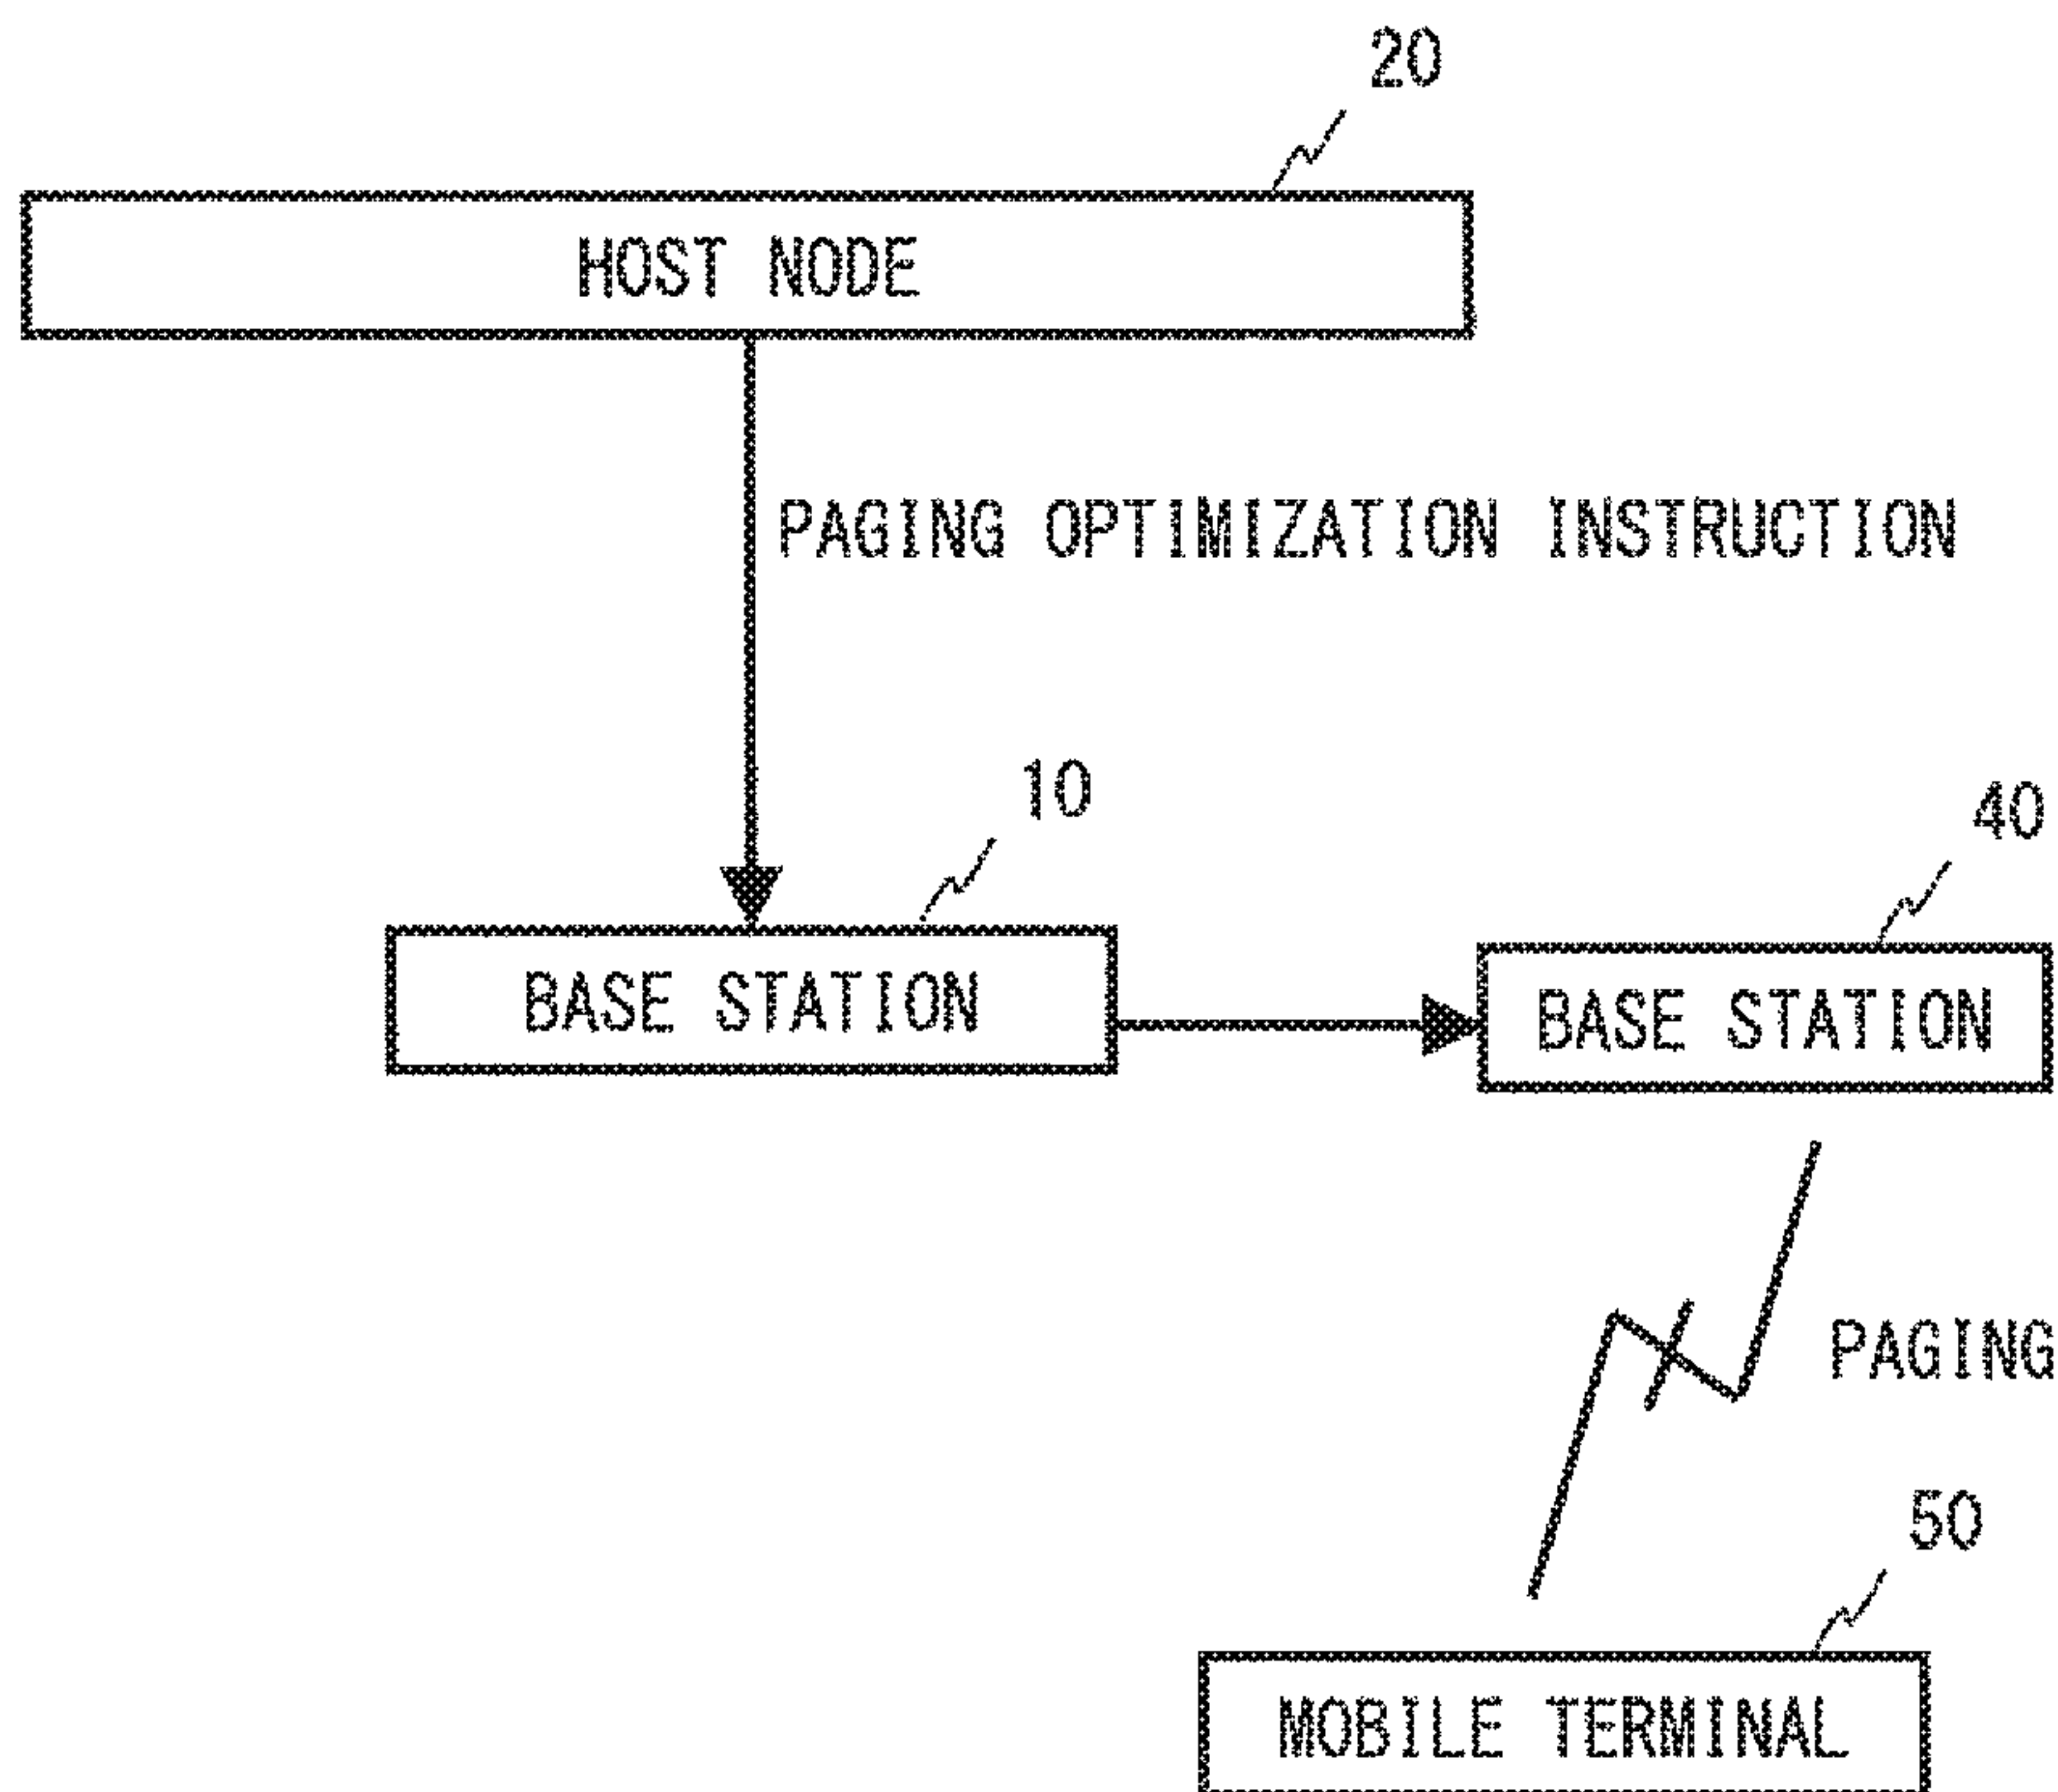 20
HOST NODE
PAGING OPTIMIZATION INSTRUCTION
10
40
BASE STATION
BASE STATION
PAGING
50
MOBILE TERMINAL